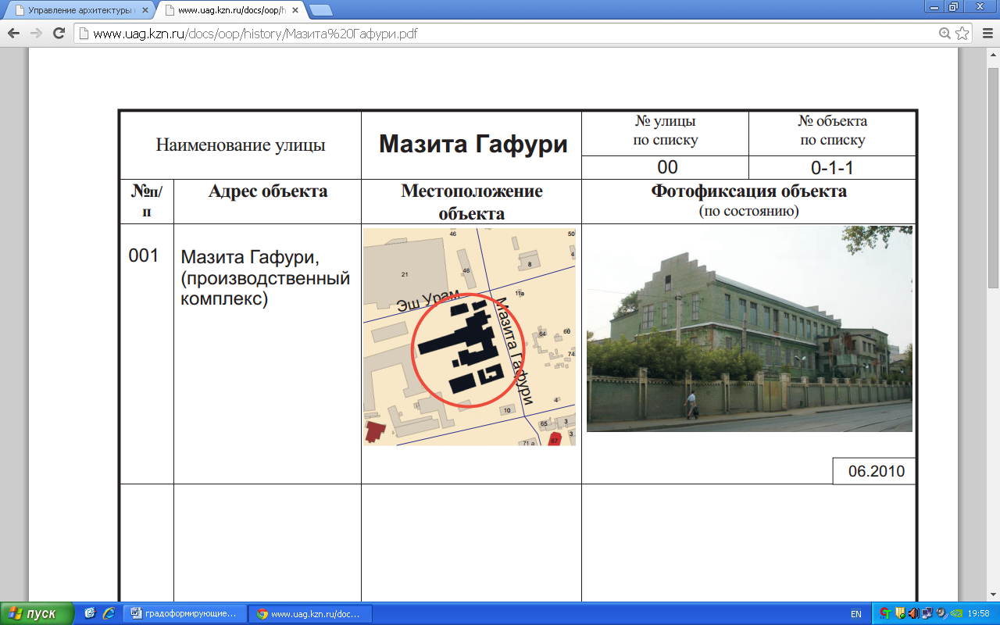 Управление архитектуры
www.uag.kzn.ru/docs/oop/h
www.uag.kzn.ru/docs/oop/history/Мазита%20Гафури.pdf
Наименование улицы
Мазита Гафури
№ улицы
по списку
№ объекта
по списку
00
0-1-1
№п/
п
Адрес объекта
Местоположение
объекта
Фотофиксация объекта
(по состоянию)
001
Мазита Гафури,
(производственный
комплекс)
46
50
4
8
46
21
11а
Эш Урам
Мазита Гафури
64
60
74
4
10
65
3
3
67
71 а
06.2010
пуск
градоформирующие...
www.uag.kzn.ru/doc...
EN
19:58